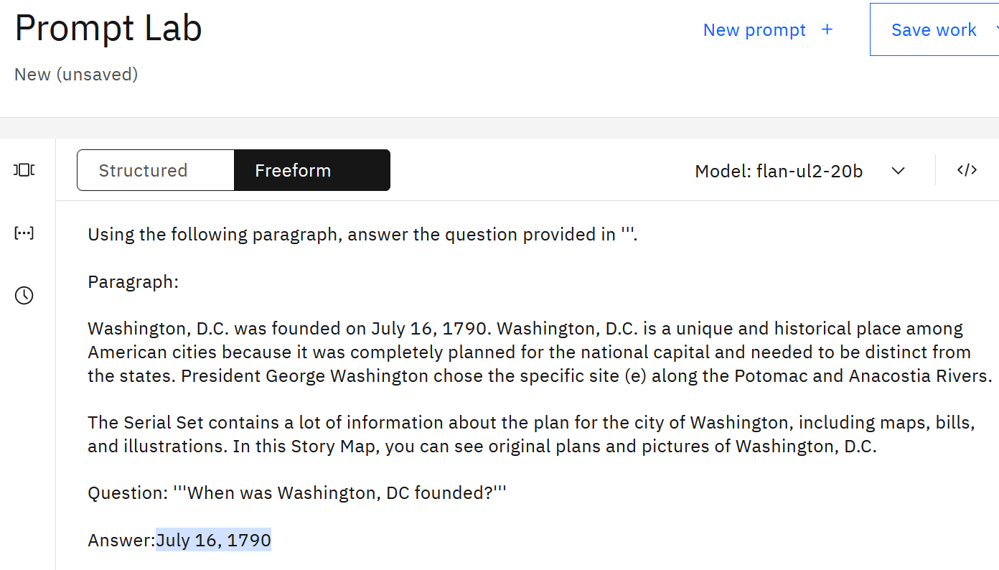 Prompt Lab
New prompt +
Save work
New (unsaved)
Structured
Freeform
Model: flan-ul2-20b
</>
Using the following paragraph, answer the question provided in '''.
Paragraph:
Washington, D.C. was founded on July 16, 1790. Washington, D.C. is a unique and historical place among
American cities because it was completely planned for the national capital and needed to be distinct from
the states. President George Washington chose the specific site (e) along the Potomac and Anacostia Rivers.
The Serial Set contains a lot of information about the plan for the city of Washington, including maps, bills,
and illustrations. In this Story Map, you can see original plans and pictures of Washington, D.C.
Question: '''When was Washington, DC founded?'''
Answer:July 16, 1790